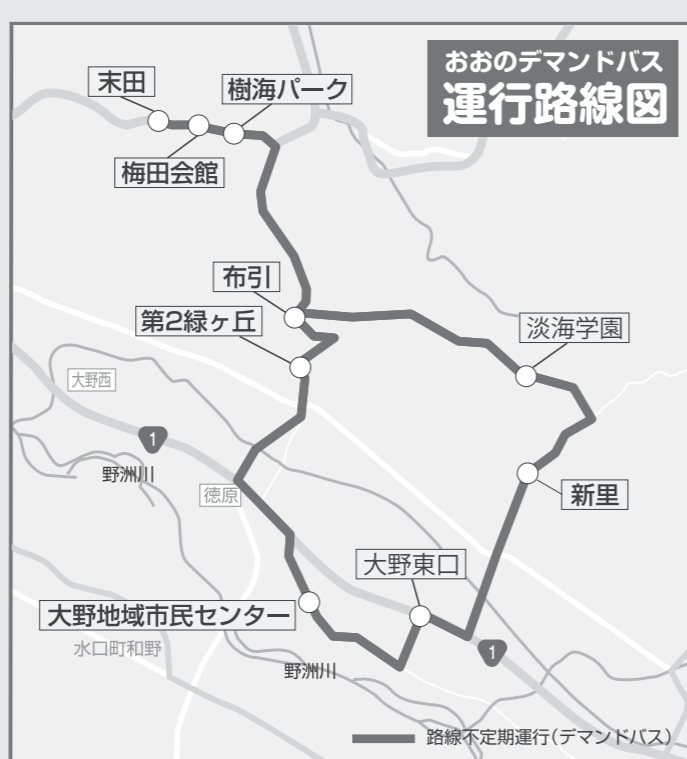 おおのデマンドバス
運行路線図
末田
樹海パーク
梅田会館
布引
第2緑ヶ丘
淡海学園
大野西
1
野洲川
徳原
新里
大野東口
大野地域市民センター
水口町和野
1
野洲川
路線不定期運行(デマンドバス)